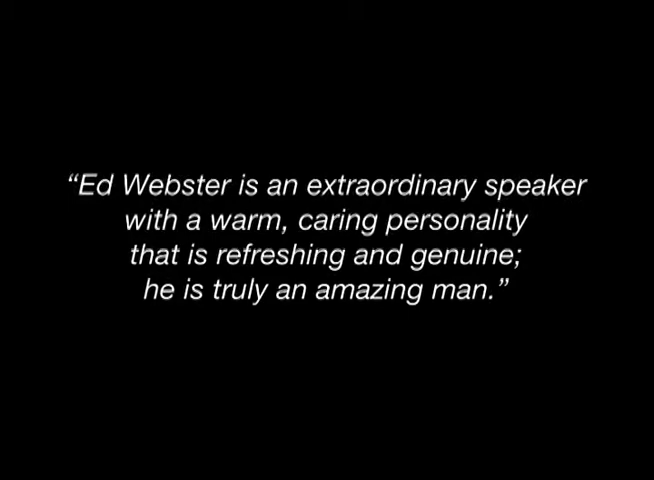 “Ed Webster is an extraordinary speaker
with a warm, caring personality
that is refreshing and genuine;
he is truly an amazing man.”